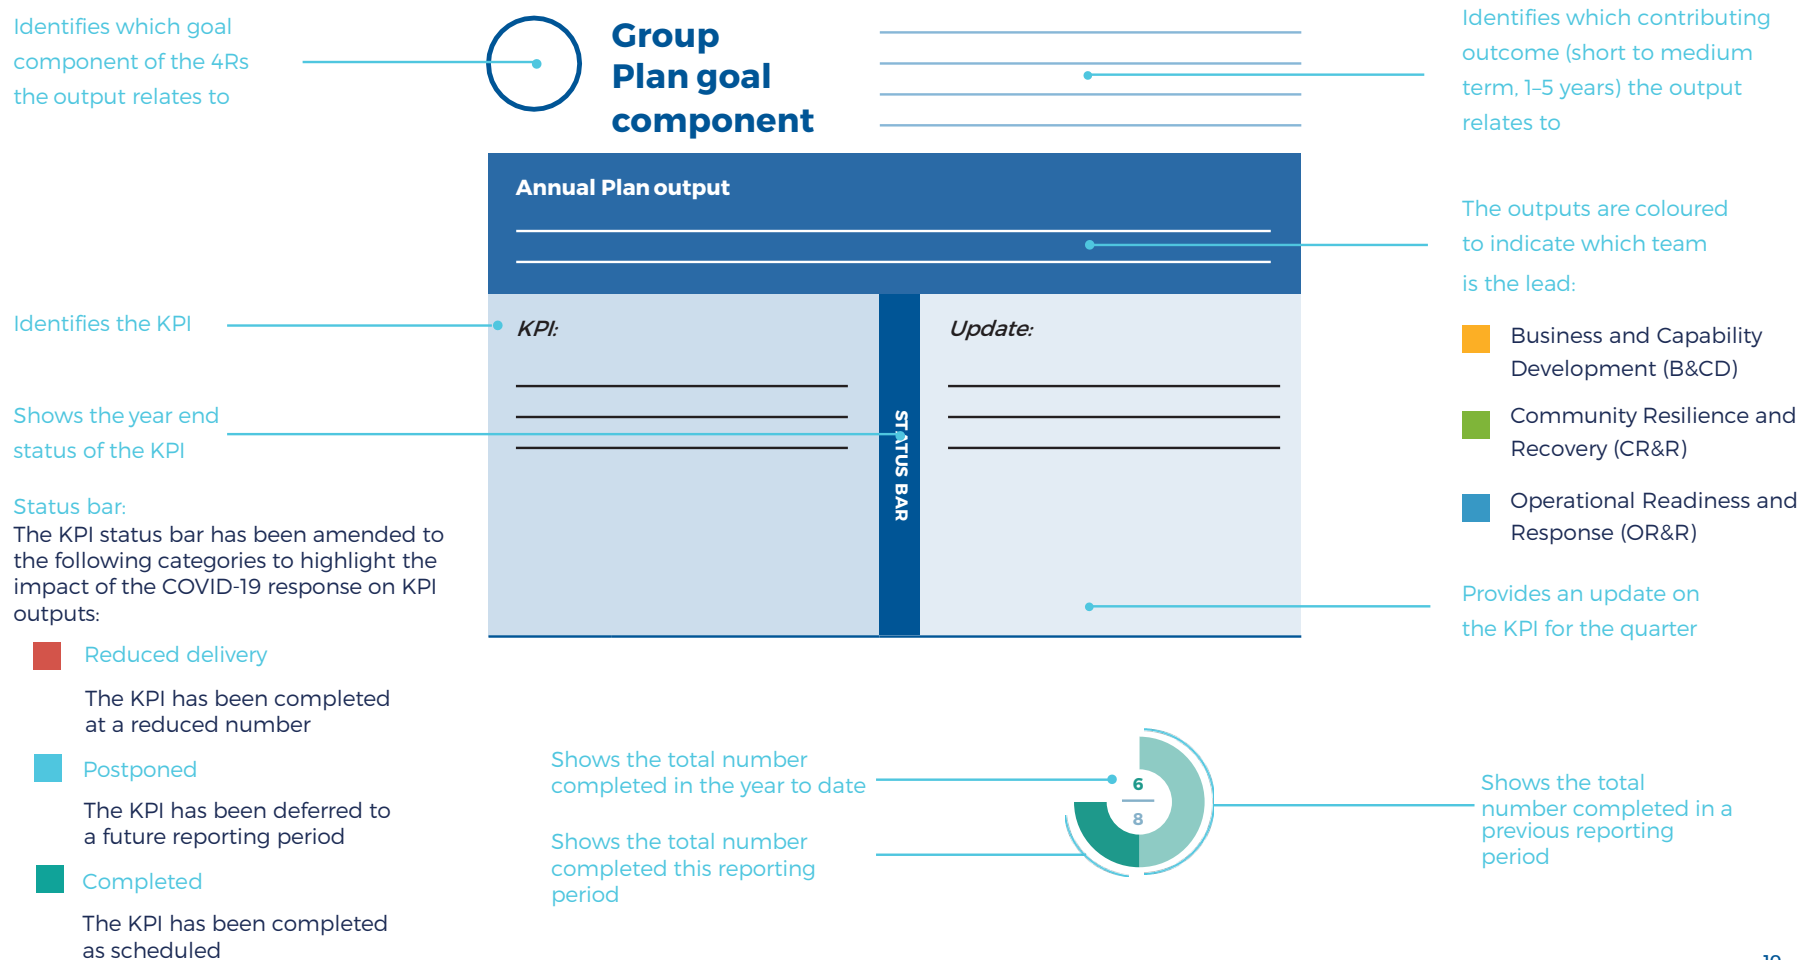 Identifies which goal
component of the 4Rs
the output relates to
Group
Plan goal
component
Identifies which contributing
outcome (short to medium
term, 1–5 years) the output
relates to
Annual Plan output
The outputs are coloured
to indicate which team
is the lead:
Business and Capability
Development (B&CD)
Community Resilience and
Recovery (CR&R)
Operational Readiness and
Response (OR&R)
Identifies the KPI
KPI:
STATUS BAR
Update:
Shows the year end
status of the KPI
Status bar:
The KPI status bar has been amended to
the following categories to highlight the
impact of the COVID-19 response on KPI
outputs:
Reduced delivery
The KPI has been completed
at a reduced number
Postponed
The KPI has been deferred to
a future reporting period
Completed
The KPI has been completed
as scheduled
Provides an update on
the KPI for the quarter
Shows the total number
completed in the year to date
Shows the total number
completed this reporting
period
6
8
Shows the total
number completed in a
previous reporting
period